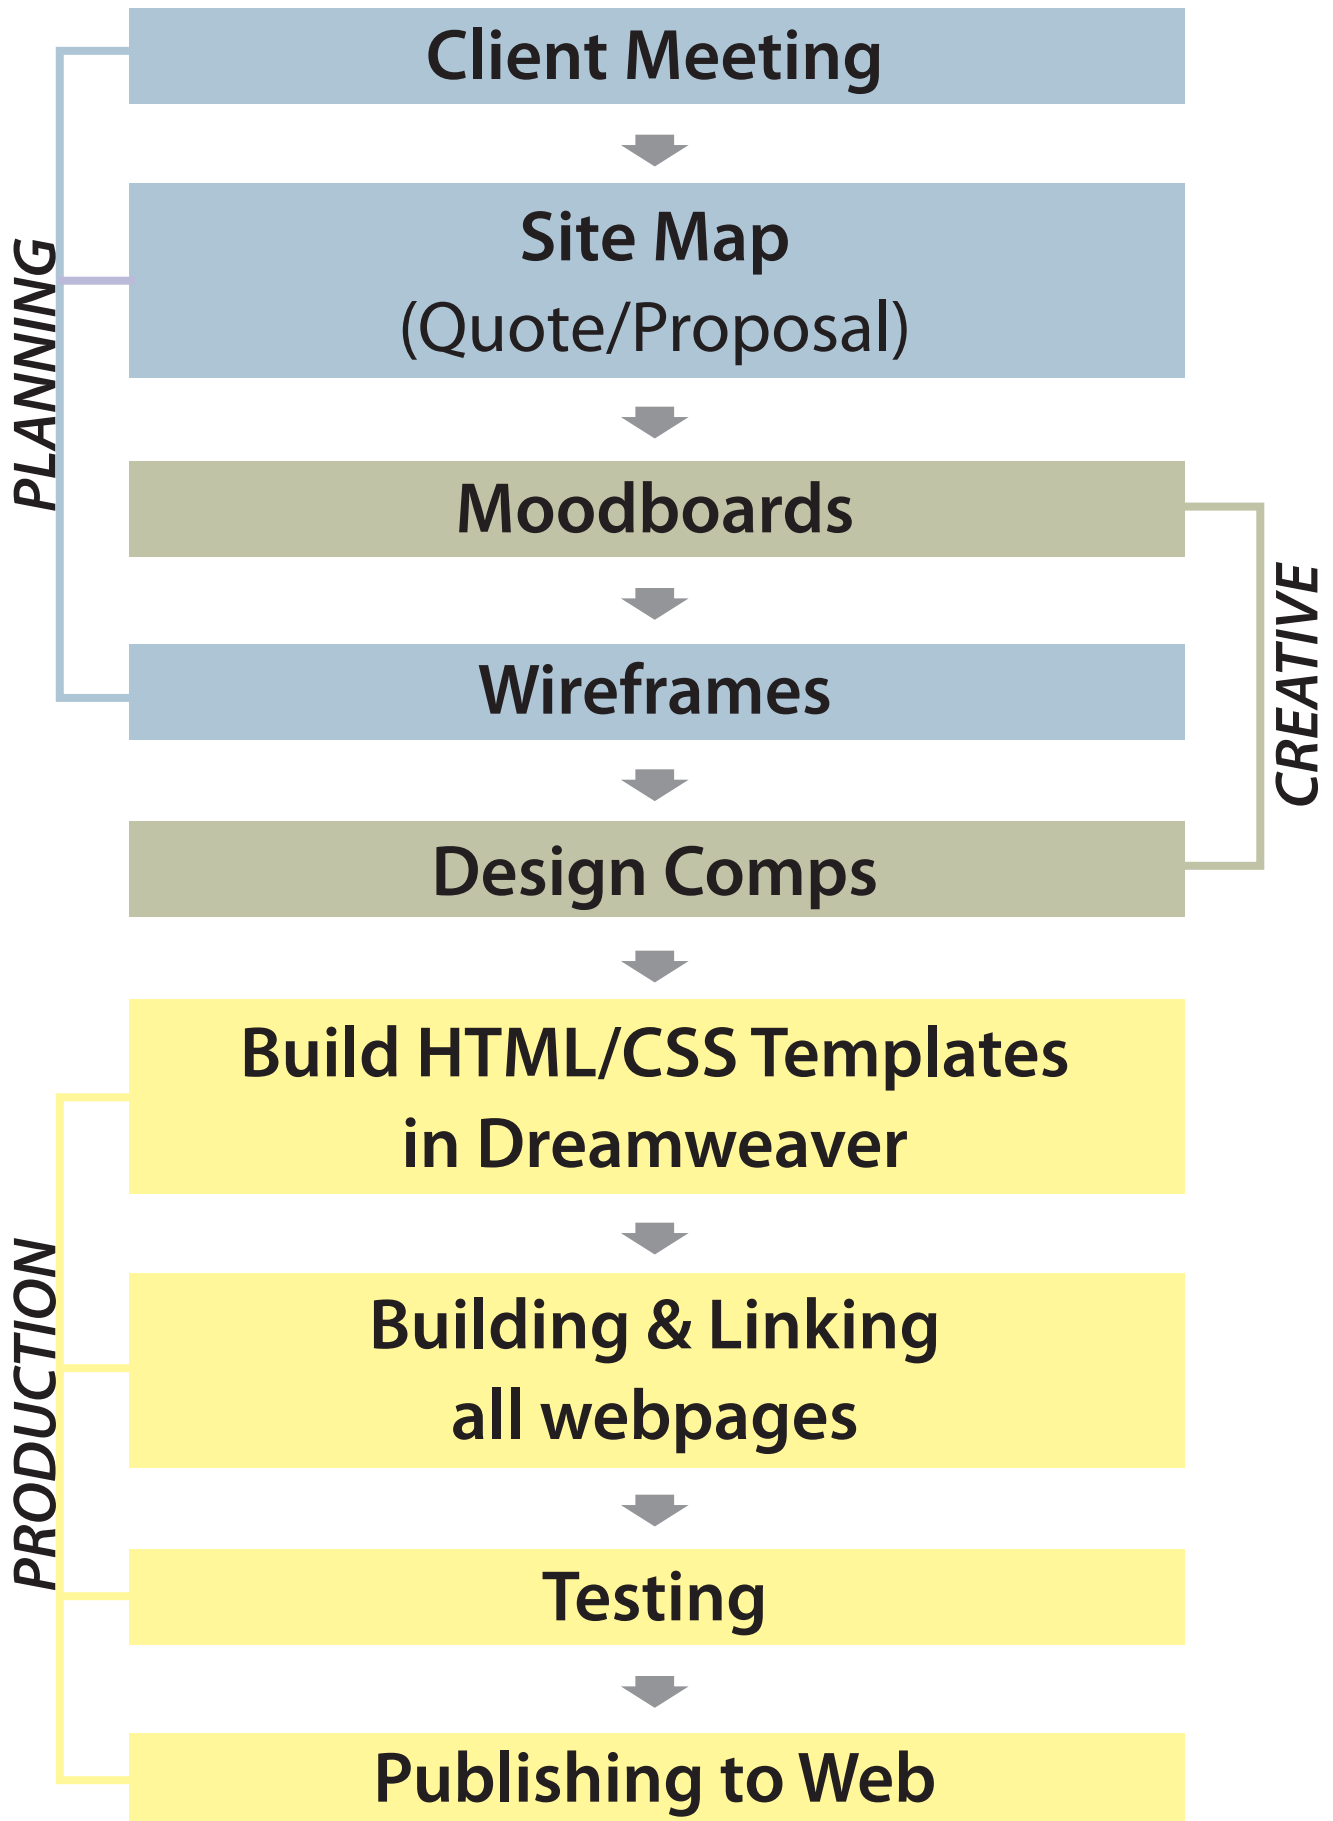 Client Meeting
Site Map
(Quote/Proposal)
PLANNING
Moodboards
Wireframes
CREATIVE
Design Comps
Build HTML/CSS Templates
in Dreamweaver
Building & Linking
all webpages
PRODUCTION
Testing
Publishing to Web